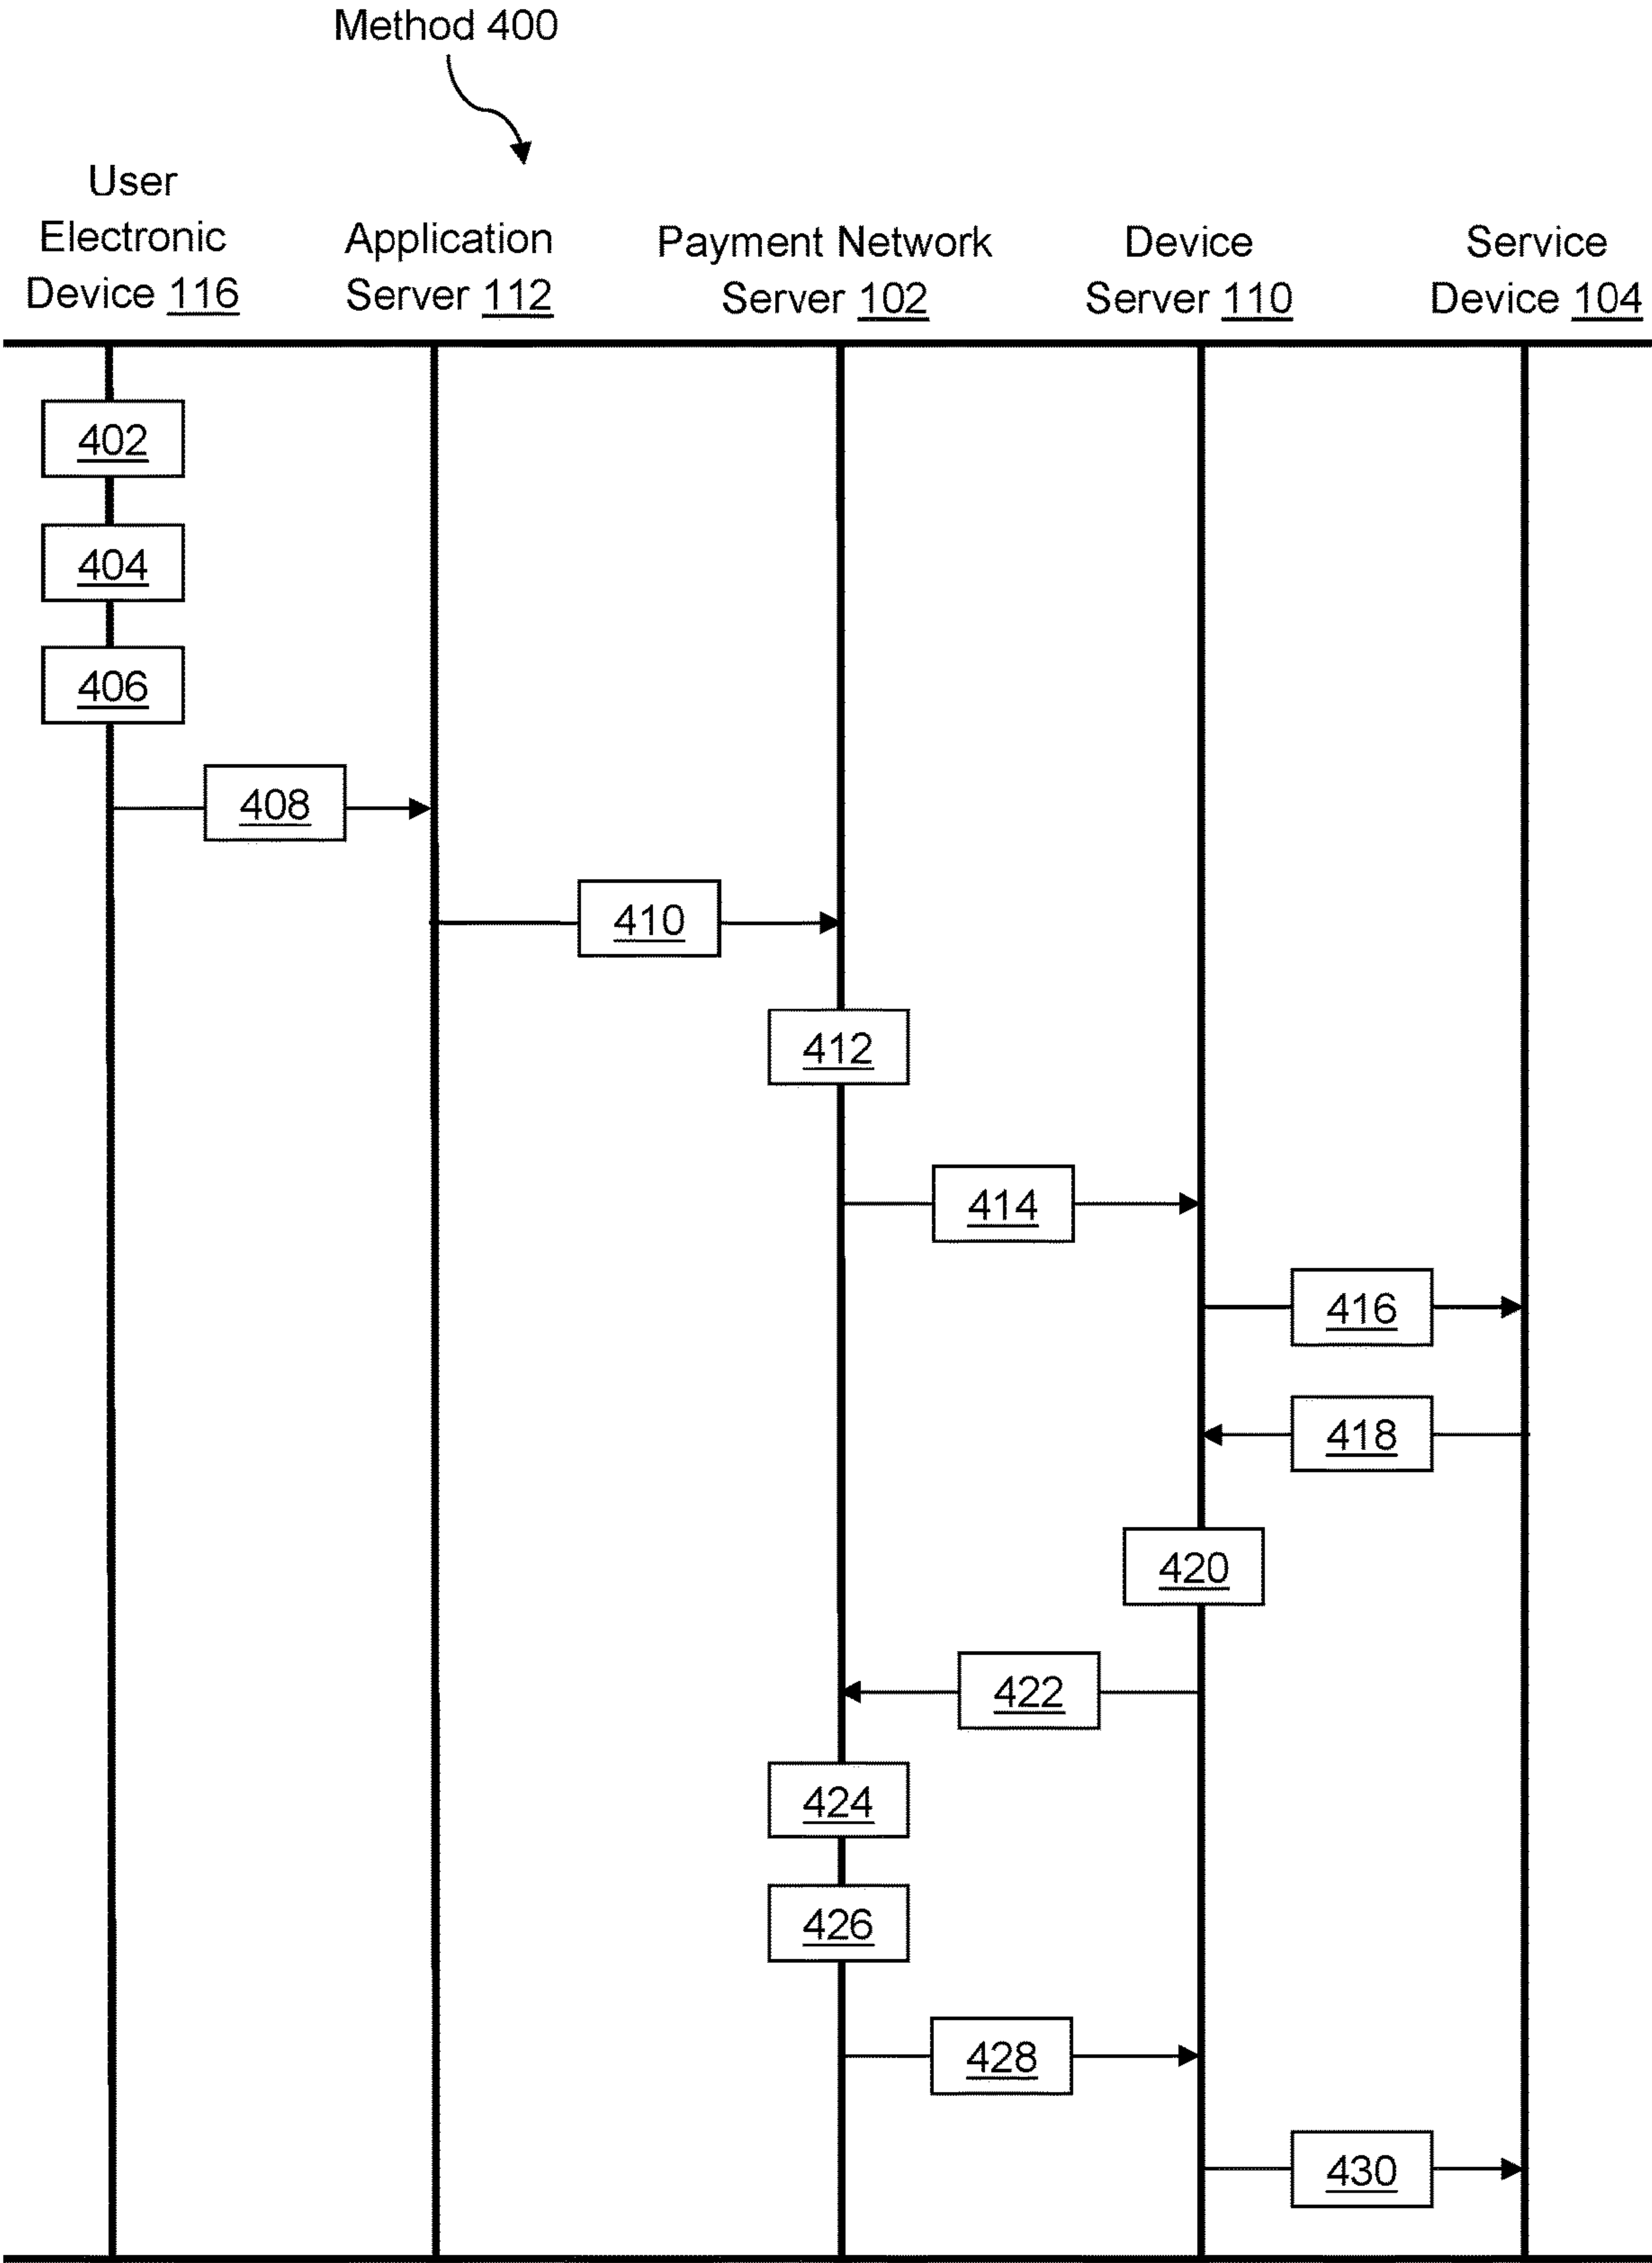 Method 400
User
Electronic
Device 116
Application
Server 112
Payment Network
Server 102
Device
Server 110
Service
Device 104
402
404
406
408
410
412
414
416
418
420
422
424
426
428
430